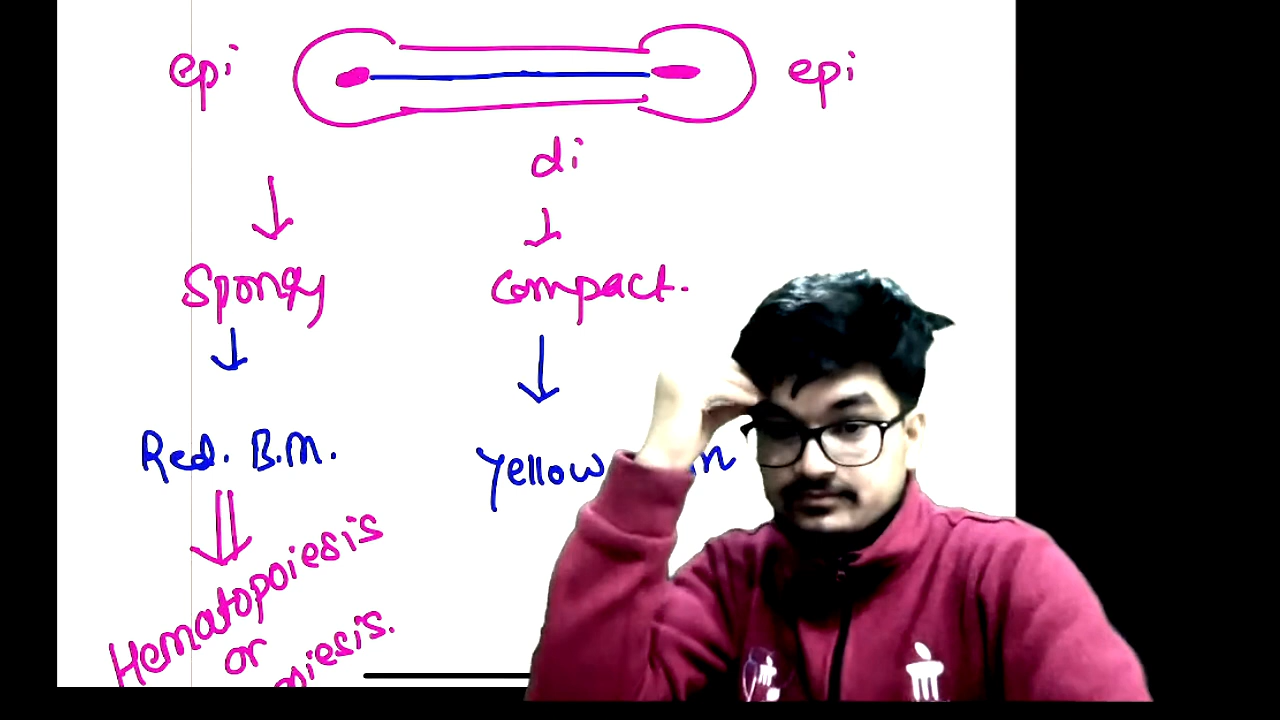 epi epi
di
Spongy compact.
Red. B.M. Yellow
Hematopoiesis
or